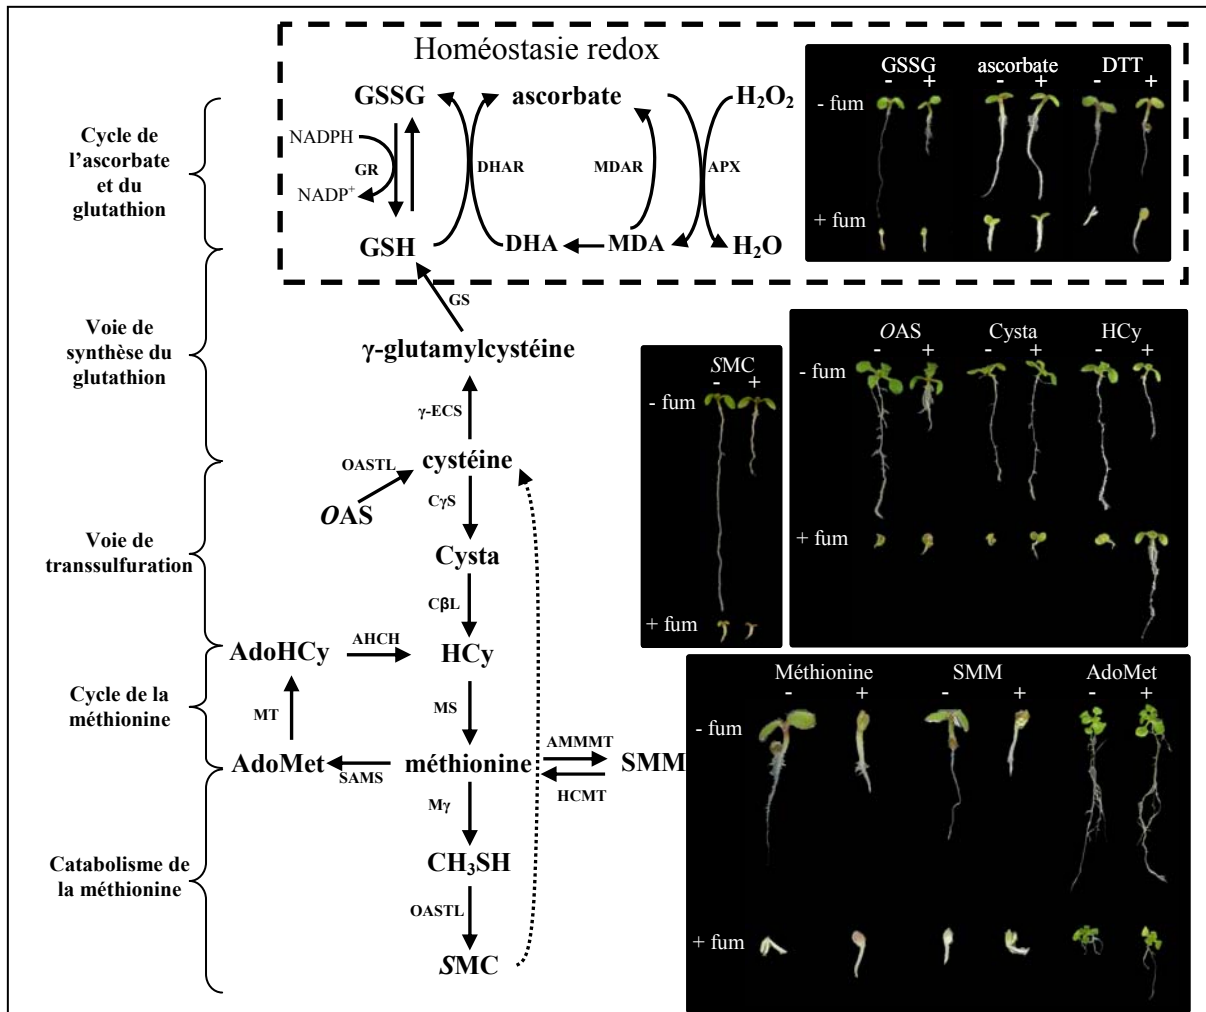 Homéostasie redox
Cycle de
l'ascorbate
et du
glutathion
Voie de
synthèse du
glutathion
Voie de
transsulfuration
Cycle de la
méthionine
Catabolisme de
la méthionine
GSSG
ascorbate
H₂O₂
NADPH
GR
NADP⁺
DHAR
MDAR
APX
GSH
DHA
MDA
H₂O
GS
γ-glutamylcystéine
γ-ECS
cystéine
OASTL
OAS
CγS
Cysta
CβL
AdoHCy
AHCH
HCy
MT
MS
AdoMet
SAMS
méthionine
AMMMT
HCMT
SMM
Mγ
CH₃SH
OASTL
SMC
GSSG ascorbate DTT
- + - + - +
- fum
+ fum
SMC
- +
- fum
+ fum
OAS Cysta HCy
- + - + - +
- fum
+ fum
Méthionine SMM AdoMet
- + - + - +
- fum
+ fum